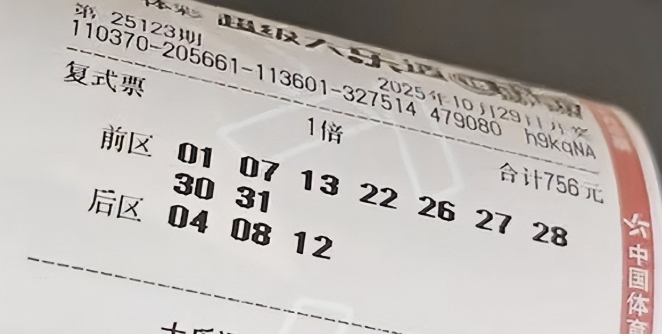 体彩 超级大乐透
第 25123期
2025年10月29日开奖
110370-205661-113601-327514 479080 h9kqNA
复式票
1倍
合计756元
前区 01 07 13 22 26 27 28
30 31
后区 04 08 12
中国体育